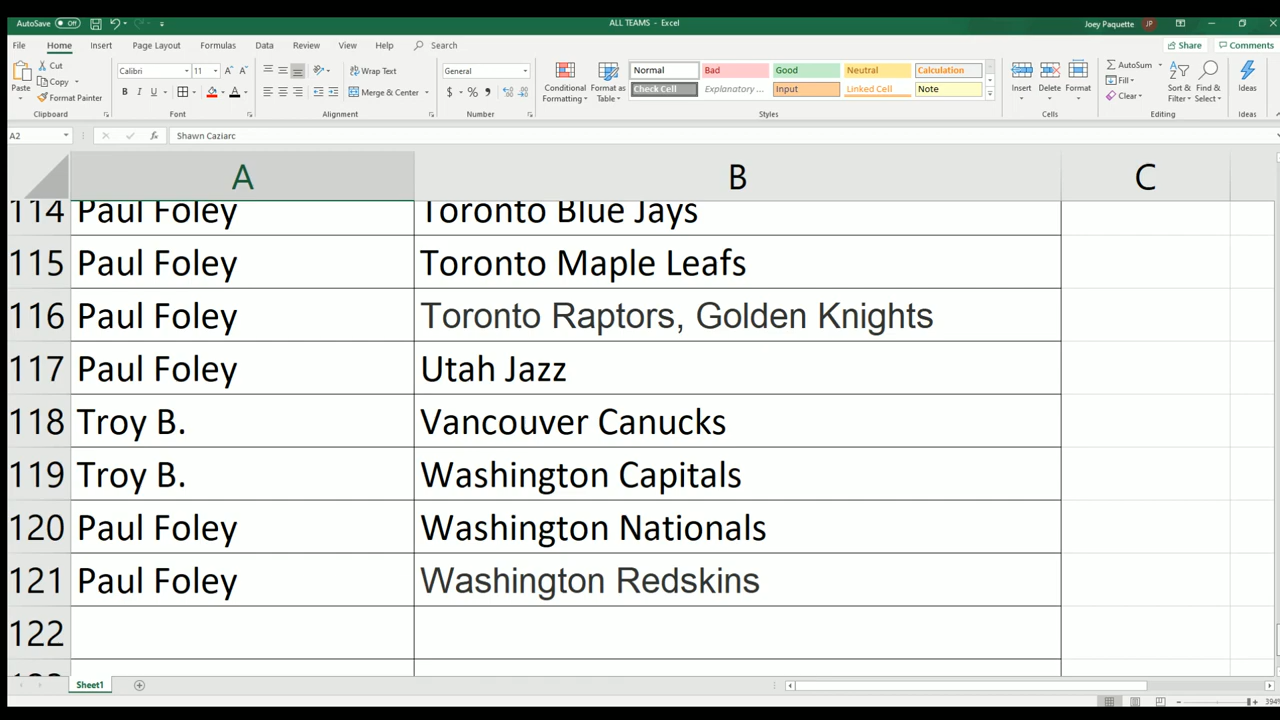 AutoSave Off
ALL TEAMS - Excel
Joey Paquette JP
File Home Insert Page Layout Formulas Data Review View Help Search Share Comments
Paste Cut Copy Format Painter
Clipboard
Calibri 11
B I U
Font
Wrap Text
Merge & Center
Alignment
General
$ % ,
Number
Conditional Formatting
Format as Table
Normal Bad Good Neutral Calculation
Check Cell Explanatory ... Input Linked Cell Note
Styles
Insert Delete Format
Cells
AutoSum
Fill
Clear
Sort & Filter
Find & Select
Editing
Ideas
Ideas
A2 fx Shawn Caziarc
A B C
114 Paul Foley Toronto Blue Jays
115 Paul Foley Toronto Maple Leafs
116 Paul Foley Toronto Raptors, Golden Knights
117 Paul Foley Utah Jazz
118 Troy B. Vancouver Canucks
119 Troy B. Washington Capitals
120 Paul Foley Washington Nationals
121 Paul Foley Washington Redskins
122
Sheet1
394%